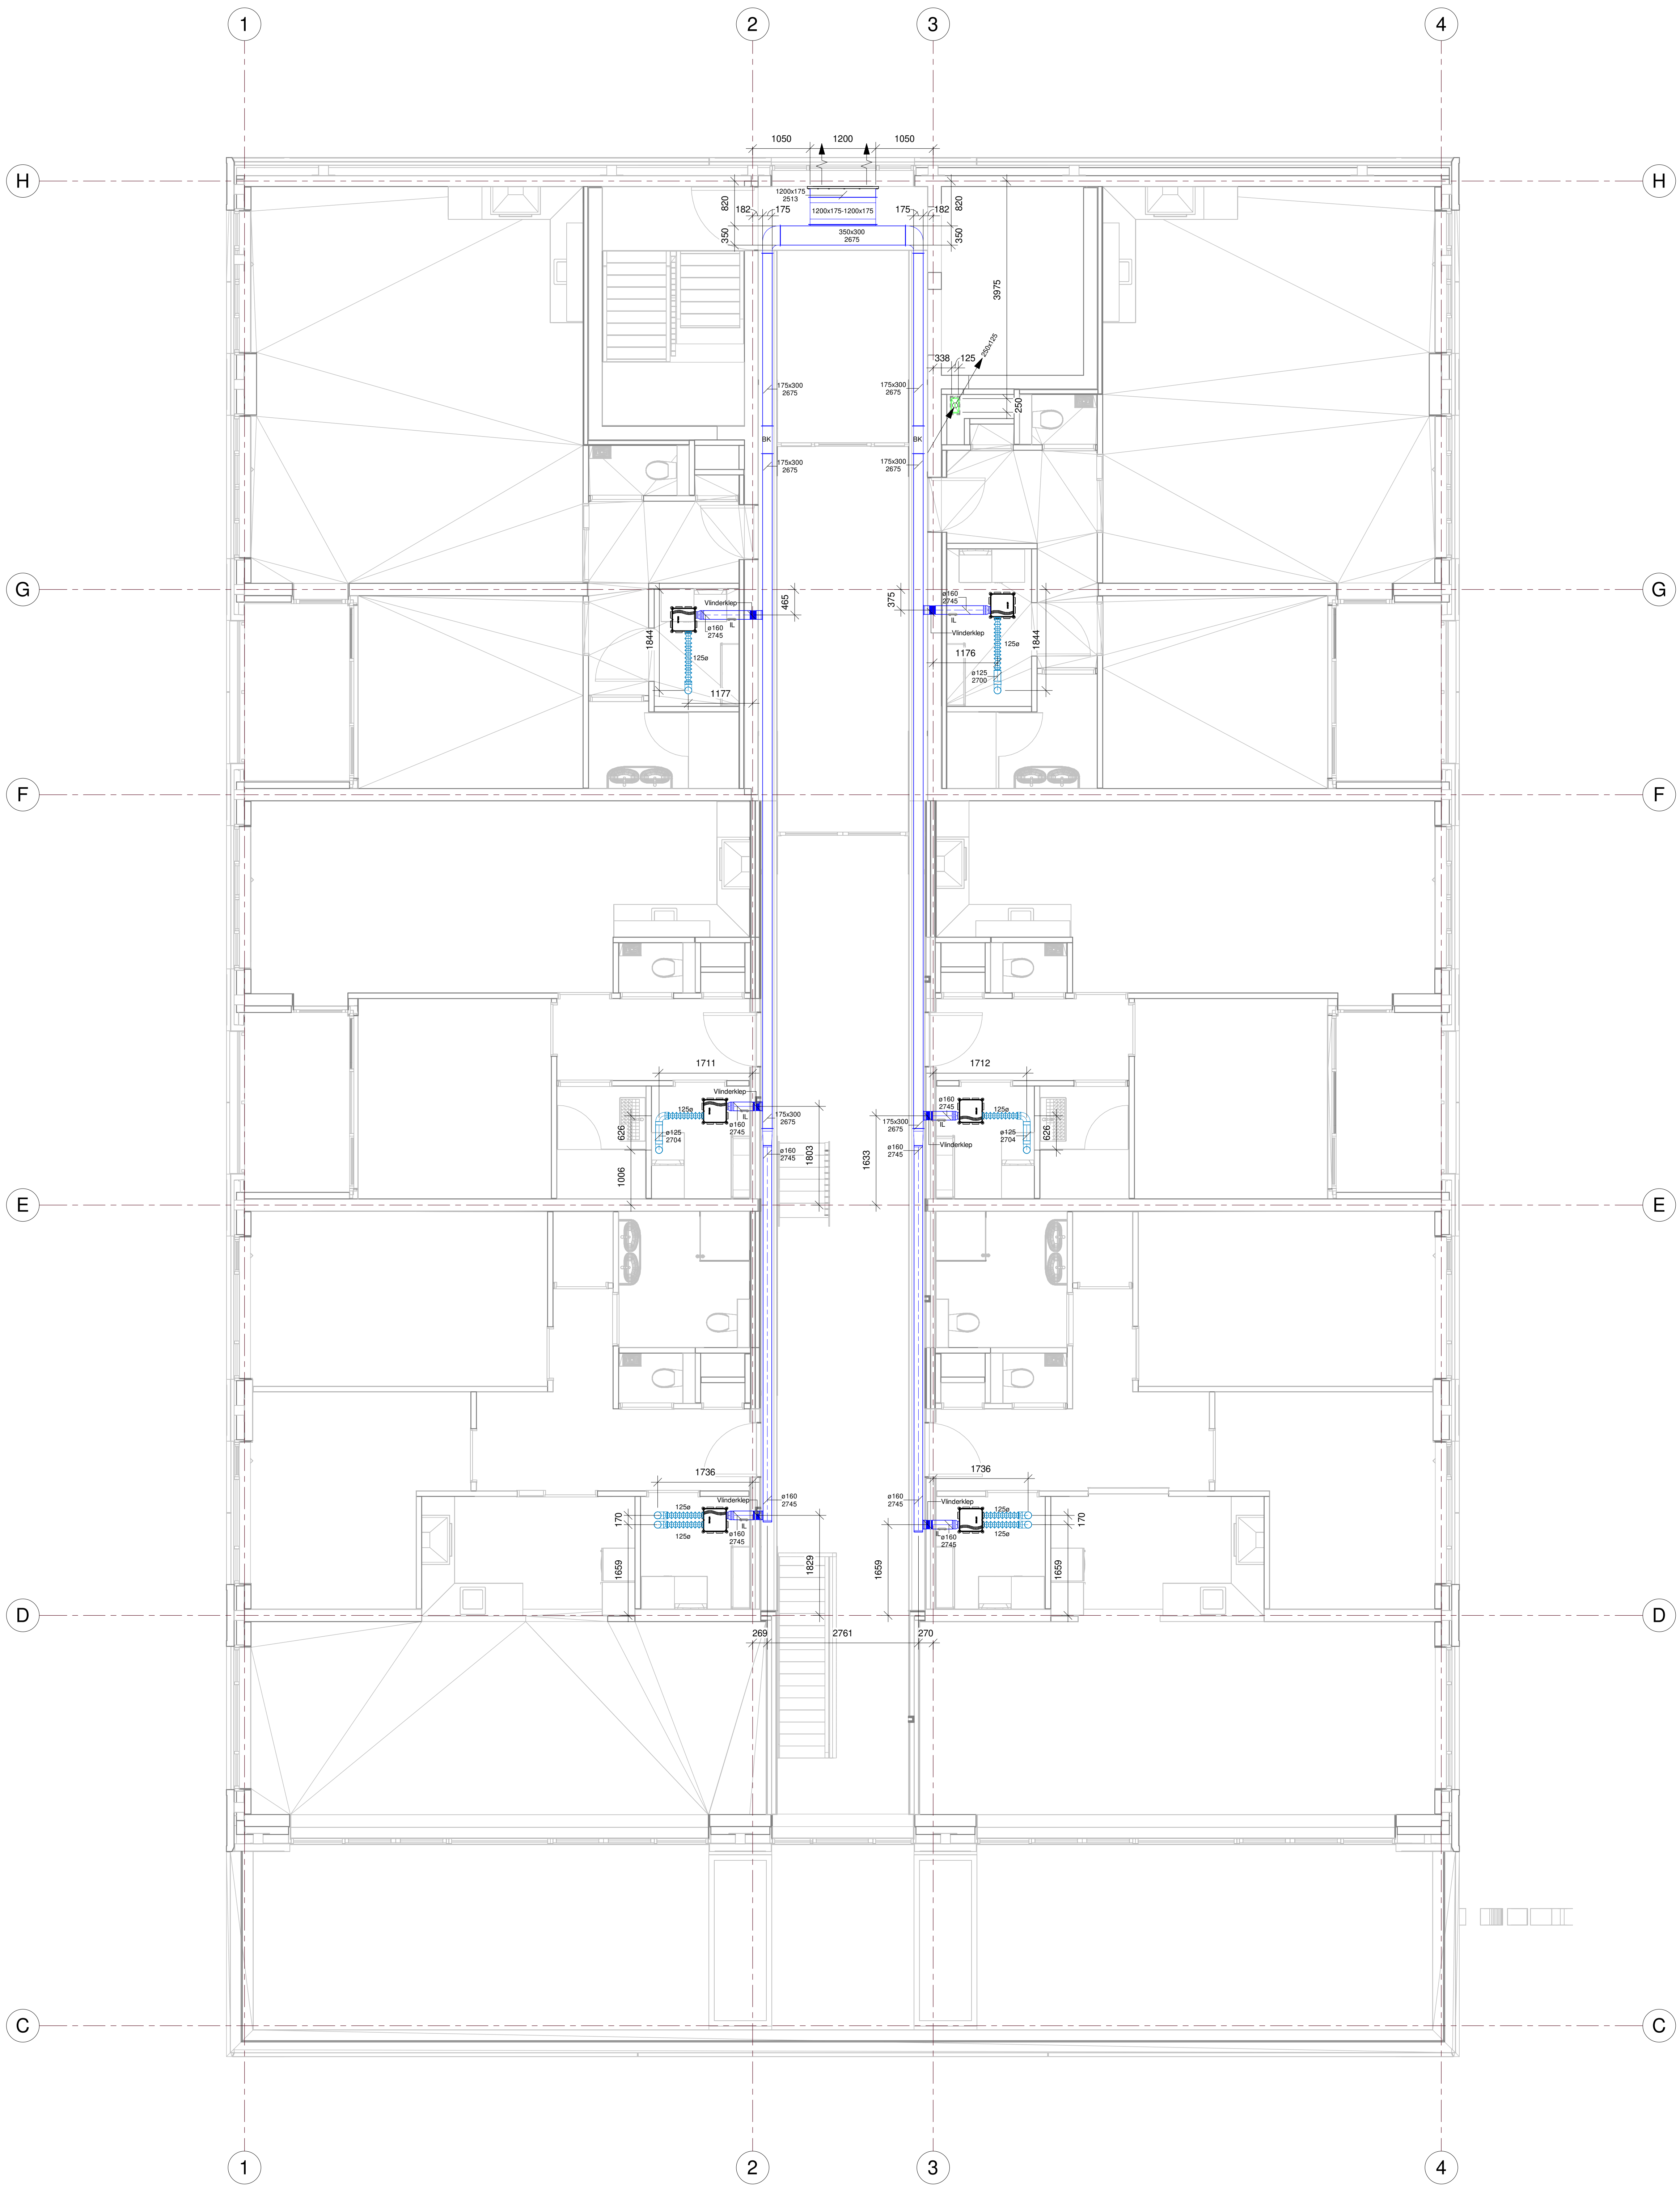 1 2 3 4
1050 1200 1050
H H
820 182 175 1200x175 175 182 820
2513
1200x175-1200x175
350 350x300 350
2675
3975
250x125
338 125
175x300 175x300
2675 2675
250
BK BK
175x300 175x300
2675 2675
G G
465 375
Vlinderklep ø160
2745
IL IL
ø160 Vlinderklep
2745
1844 125ø 125ø 1844
1176
ø125
2700
1177
F F
1711 1712
Vlinderklep ø160
2745
125ø IL IL 125ø
175x300 175x300
2675 2675
626 ø125 ø160 ø125 626
2704 2745 2704
Vlinderklep
ø160 ø160
2745 2745
1006 1803 1633
E E
1736 1736
ø160 ø160
2745 2745
Vlinderklep Vlinderklep
170 125ø 125ø 170
IL IL
125ø ø160 ø160 125ø
2745 2745
1659 1829 1659 1659
D D
269 2761 270
C C
1 2 3 4